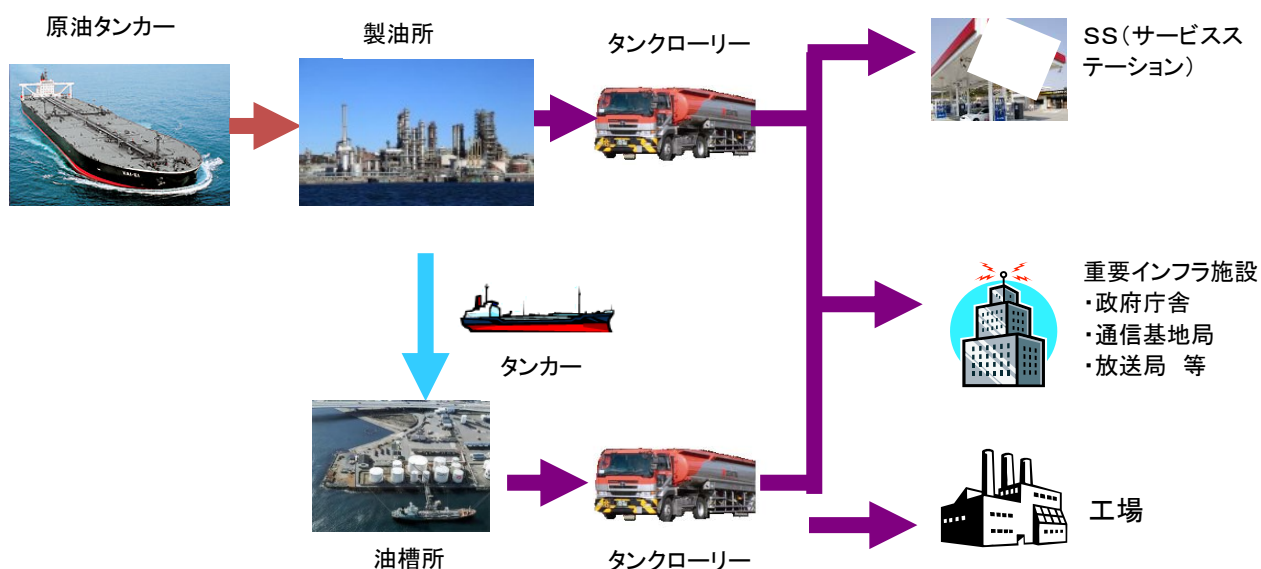 原油タンカー
製油所
タンクローリー
SS(サービスス
テーション)
タンカー
重要インフラ施設
・政府庁舎
・通信基地局
・放送局 等
油槽所
タンクローリー
工場